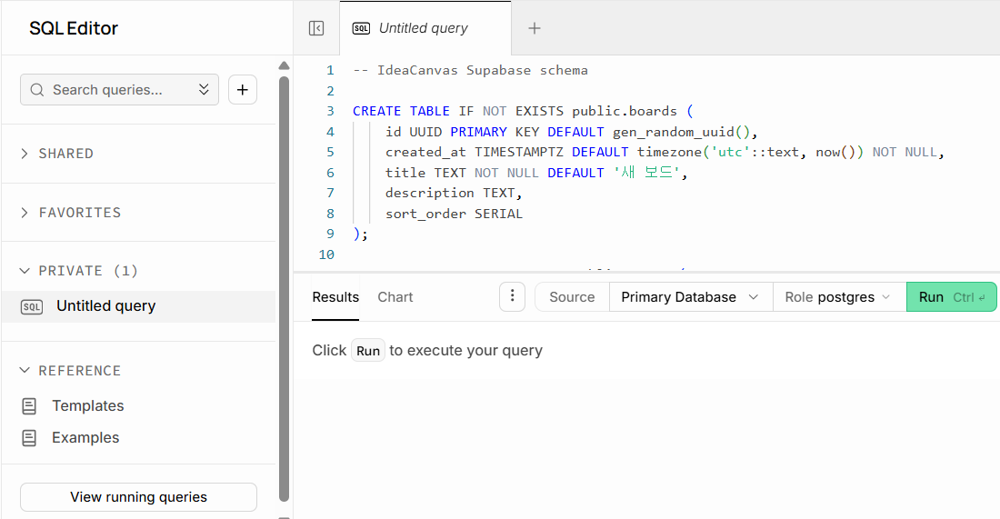 SQL Editor
Search queries...
SHARED
FAVORITES
PRIVATE (1)
SQL Untitled query
REFERENCE
Templates
Examples
View running queries
SQL Untitled query
1 -- IdeaCanvas Supabase schema
2
3 CREATE TABLE IF NOT EXISTS public.boards (
4 id UUID PRIMARY KEY DEFAULT gen_random_uuid(),
5 created_at TIMESTAMPTZ DEFAULT timezone('utc'::text, now()) NOT NULL,
6 title TEXT NOT NULL DEFAULT '새 보드',
7 description TEXT,
8 sort_order SERIAL
9 );
10
Results Chart Source Primary Database Role postgres Run Ctrl ↵
Click Run to execute your query